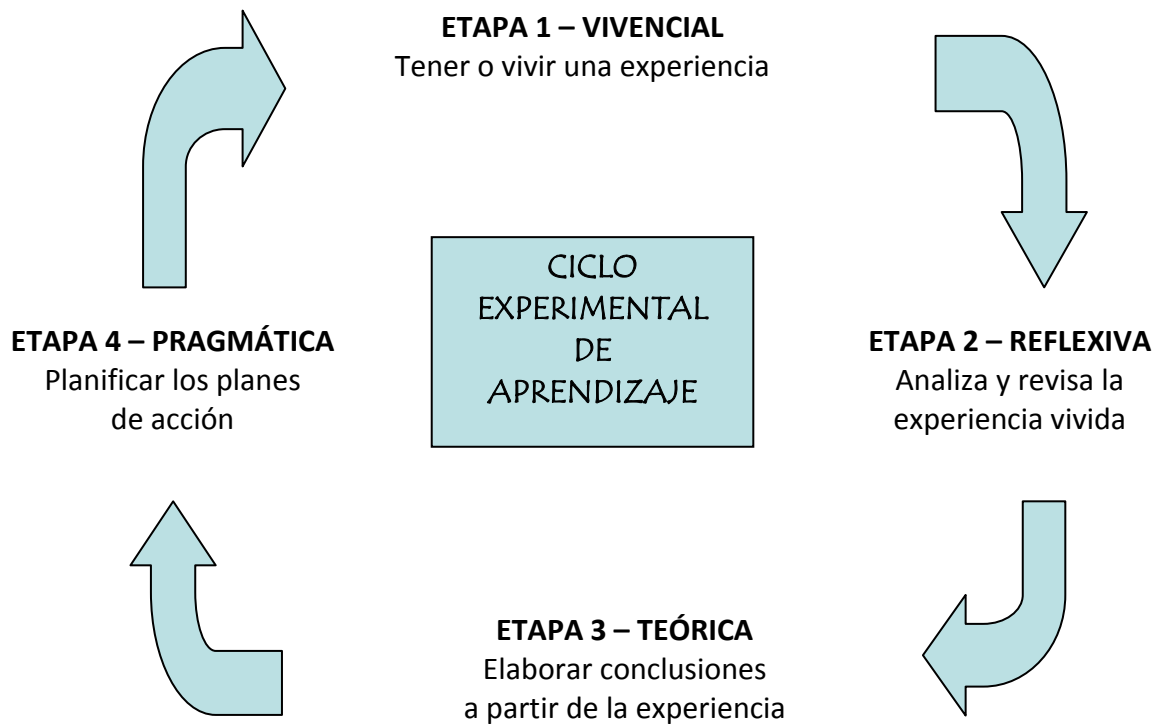 ETAPA 1 – VIVENCIAL
Tener o vivir una experiencia
CICLO
EXPERIMENTAL
DE
APRENDIZAJE
ETAPA 2 – REFLEXIVA
Analiza y revisa la
experiencia vivida
ETAPA 3 – TEÓRICA
Elaborar conclusiones
a partir de la experiencia
ETAPA 4 – PRAGMÁTICA
Planificar los planes
de acción